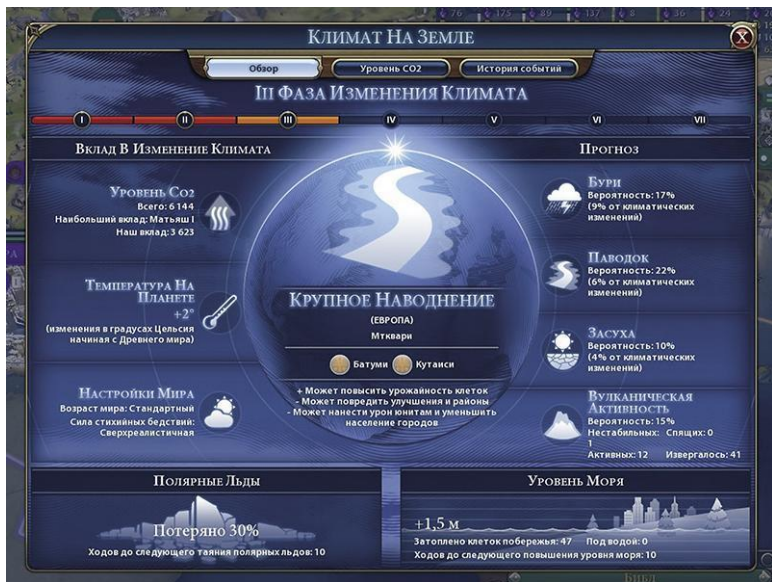 76 175 89 137 8 36 24
Климат На Земле
X
Обзор
Уровень CO2
История событий
III Фаза Изменения Климата
I II III IV V VI VII
Вклад В Изменение Климата
Уровень Co2
Всего: 6 144
Наибольший вклад: Матьяш I
Наш вклад: 3 623
Температура На
Планете
+2°
(изменения в градусах Цельсия
начиная с Древнего мира)
Настройки Мира
Возраст мира: Стандартный
Сила стихийных бедствий:
Сверхреалистичная
Крупное Наводнение
(ЕВРОПА)
Мтквари
Батуми Кутаиси
+ Может повысить урожайность клеток
- Может повредить улучшения и районы
- Может нанести урон юнитам и уменьшить
население городов
Прогноз
Бури
Вероятность: 17%
(9% от климатических
изменений)
Паводок
Вероятность: 22%
(6% от климатических
изменений)
Засуха
Вероятность: 10%
(4% от климатических
изменений)
Вулканическая
Активность
Вероятность: 15%
Нестабильных: Спящих: 0
1
Активных: 12 Извергалось: 41
Полярные Льды
Потеряно 30%
Ходов до следующего таяния полярных льдов: 10
Уровень Моря
+1,5 м
Затоплено клеток побережья: 47 Под водой: 0
Ходов до следующего повышения уровня моря: 10